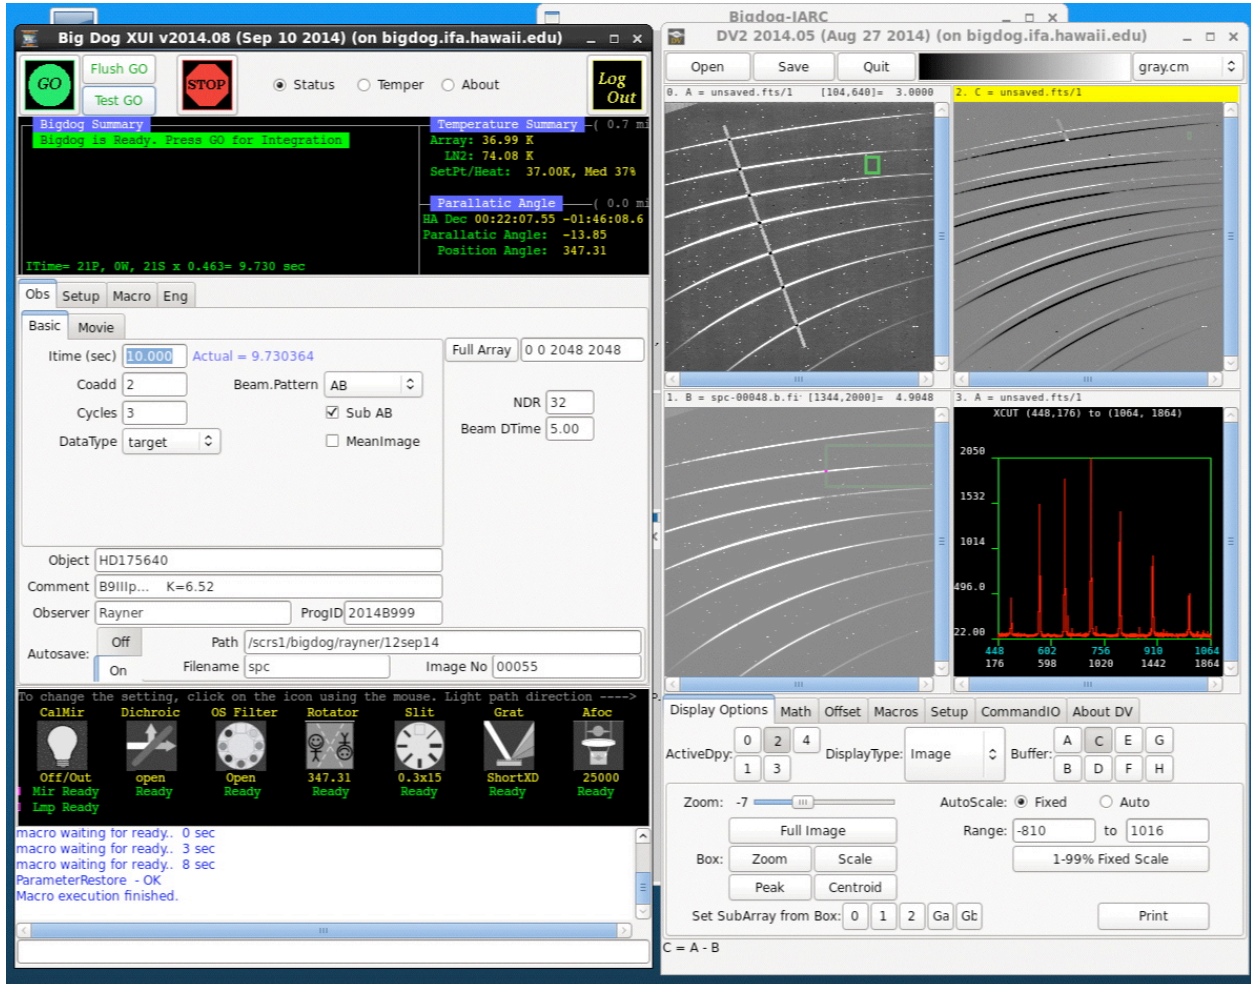 Bigdog-IARC
Big Dog XUI v2014.08 (Sep 10 2014) (on bigdog.ifa.hawaii.edu)
GO
Flush GO
Test GO
STOP
Status
Temper
About
Log
Out
Bigdog Summary
Bigdog is Ready. Press GO for Integration
ITime= 21P, 0W, 21S x 0.463= 9.730 sec
Temperature Summary ( 0.7 mi
Array: 36.99 K
LN2: 74.08 K
SetPt/Heat: 37.00K, Med 37%
Parallatic Angle ( 0.0 mi
HA Dec 00:22:07.55 -01:46:08.6
Parallatic Angle: -13.85
Position Angle: 347.31
Obs Setup Macro Eng
Basic Movie
Itime (sec) 10.000 Actual = 9.730364
Coadd 2 Beam.Pattern AB
Cycles 3 Sub AB
DataType target MeanImage
Full Array 0 0 2048 2048
NDR 32
Beam DTime 5.00
Object HD175640
Comment B9IIIp... K=6.52
Observer Rayner ProgID 2014B999
Autosave: Off On
Path /scrs1/bigdog/rayner/12sep14
Filename spc Image No 00055
To change the setting, click on the icon using the mouse. Light path direction ---->
CalMir Dichroic OS Filter Rotator Slit Grat Afoc
Off/Out open Open 347.31 0.3x15 ShortXD 25000
Mir Ready Ready Ready Ready Ready Ready Ready
Lmp Ready
macro waiting for ready.. 0 sec
macro waiting for ready.. 3 sec
macro waiting for ready.. 8 sec
ParameterRestore - OK
Macro execution finished.
DV2 2014.05 (Aug 27 2014) (on bigdog.ifa.hawaii.edu)
Open Save Quit gray.cm
0. A = unsaved.fts/1 [104,640]= 3.0000
2. C = unsaved.fts/1
1. B = spc-00048.b.fi [1344,2000]= 4.9048
3. A = unsaved.fts/1
XCUT (448,176) to (1064, 1864)
2050
1532
1014
496.0
22.00
448 602 756 910 1064
176 598 1020 1442 1864
Display Options Math Offset Macros Setup CommandIO About DV
ActiveDpy: 0 2 4 1 3
DisplayType: Image
Buffer: A C E G B D F H
Zoom: -7
AutoScale: Fixed Auto
Full Image
Range: -810 to 1016
Box: Zoom Scale
1-99% Fixed Scale
Peak Centroid
Set SubArray from Box: 0 1 2 Ga Gb
Print
C = A - B